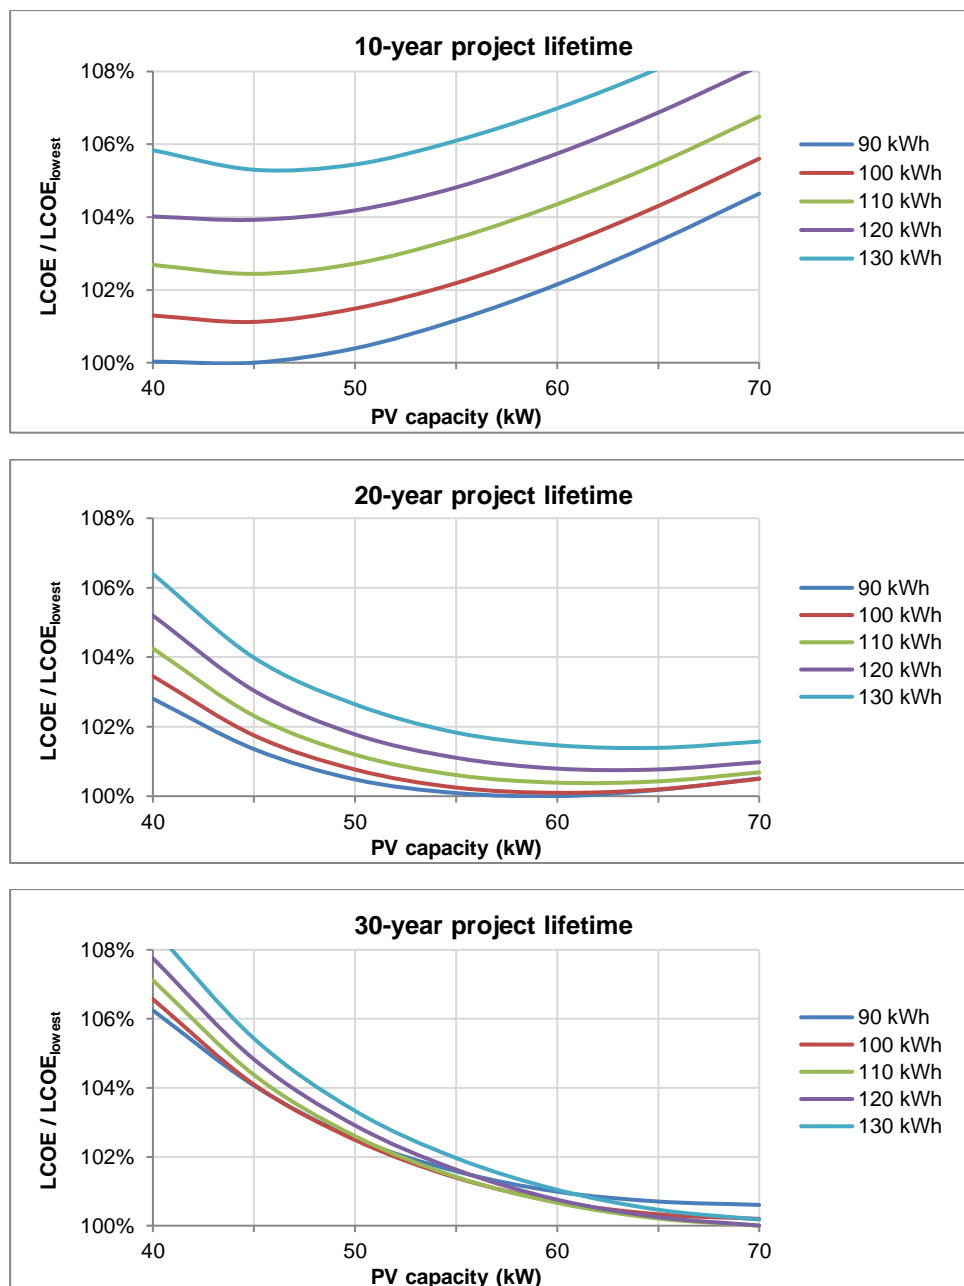 10-year project lifetime
108%
106%
104%
102%
100%
LCOE / LCOElowest
40 50 60 70
PV capacity (kW)
90 kWh
100 kWh
110 kWh
120 kWh
130 kWh
20-year project lifetime
108%
106%
104%
102%
100%
LCOE / LCOElowest
40 50 60 70
PV capacity (kW)
90 kWh
100 kWh
110 kWh
120 kWh
130 kWh
30-year project lifetime
108%
106%
104%
102%
100%
LCOE / LCOElowest
40 50 60 70
PV capacity (kW)
90 kWh
100 kWh
110 kWh
120 kWh
130 kWh